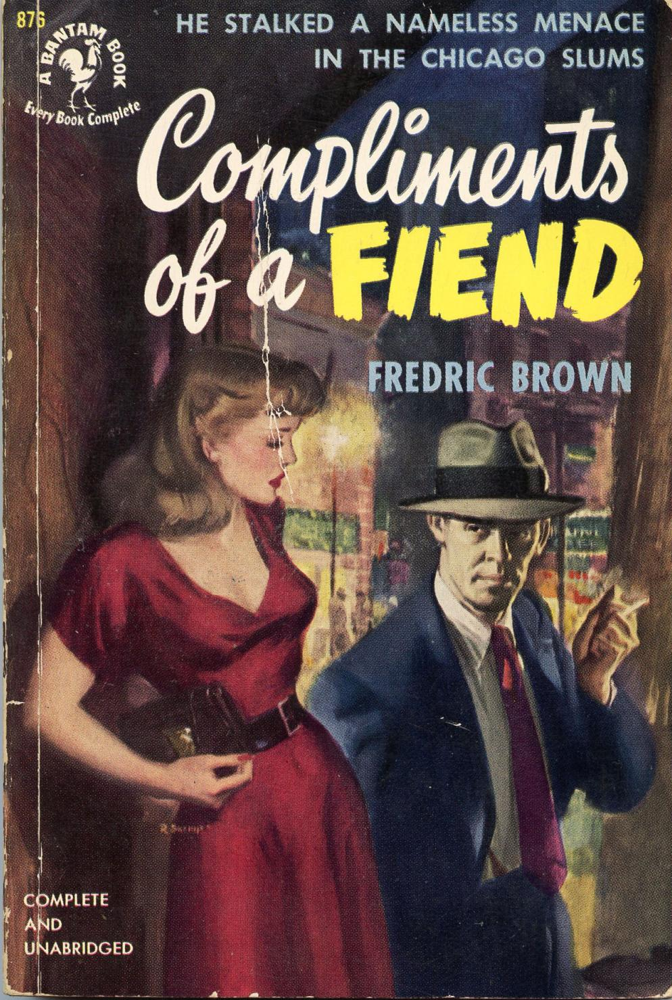 876
A BANTAM BOOK
Every Book Complete
HE STALKED A NAMELESS MENACE
IN THE CHICAGO SLUMS
Compliments
of a FIEND
FREDRIC BROWN
COMPLETE
AND
UNABRIDGED